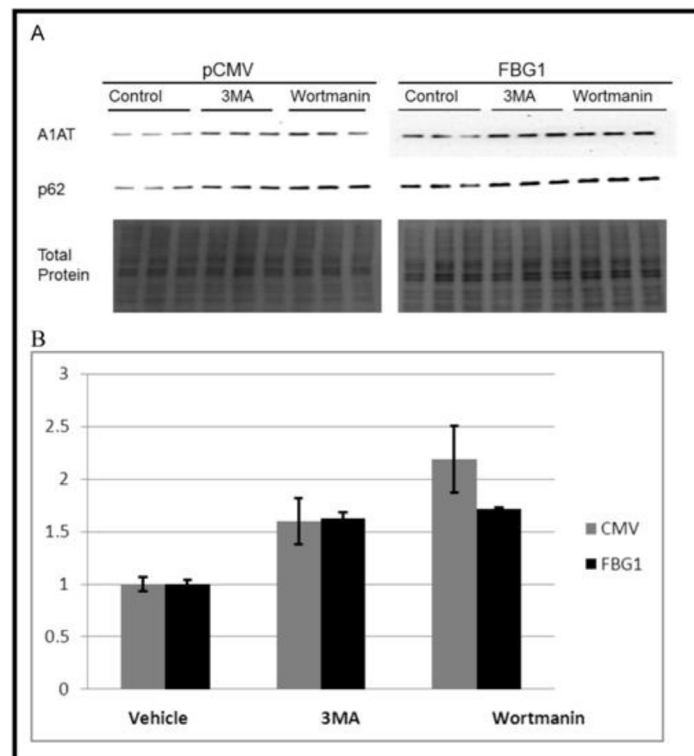 A
pCMV FBG1
Control 3MA Wortmanin Control 3MA Wortmanin
A1AT
p62
Total
Protein
B
3
2.5
2
1.5
1
0.5
0
CMV
FBG1
Vehicle 3MA Wortmanin